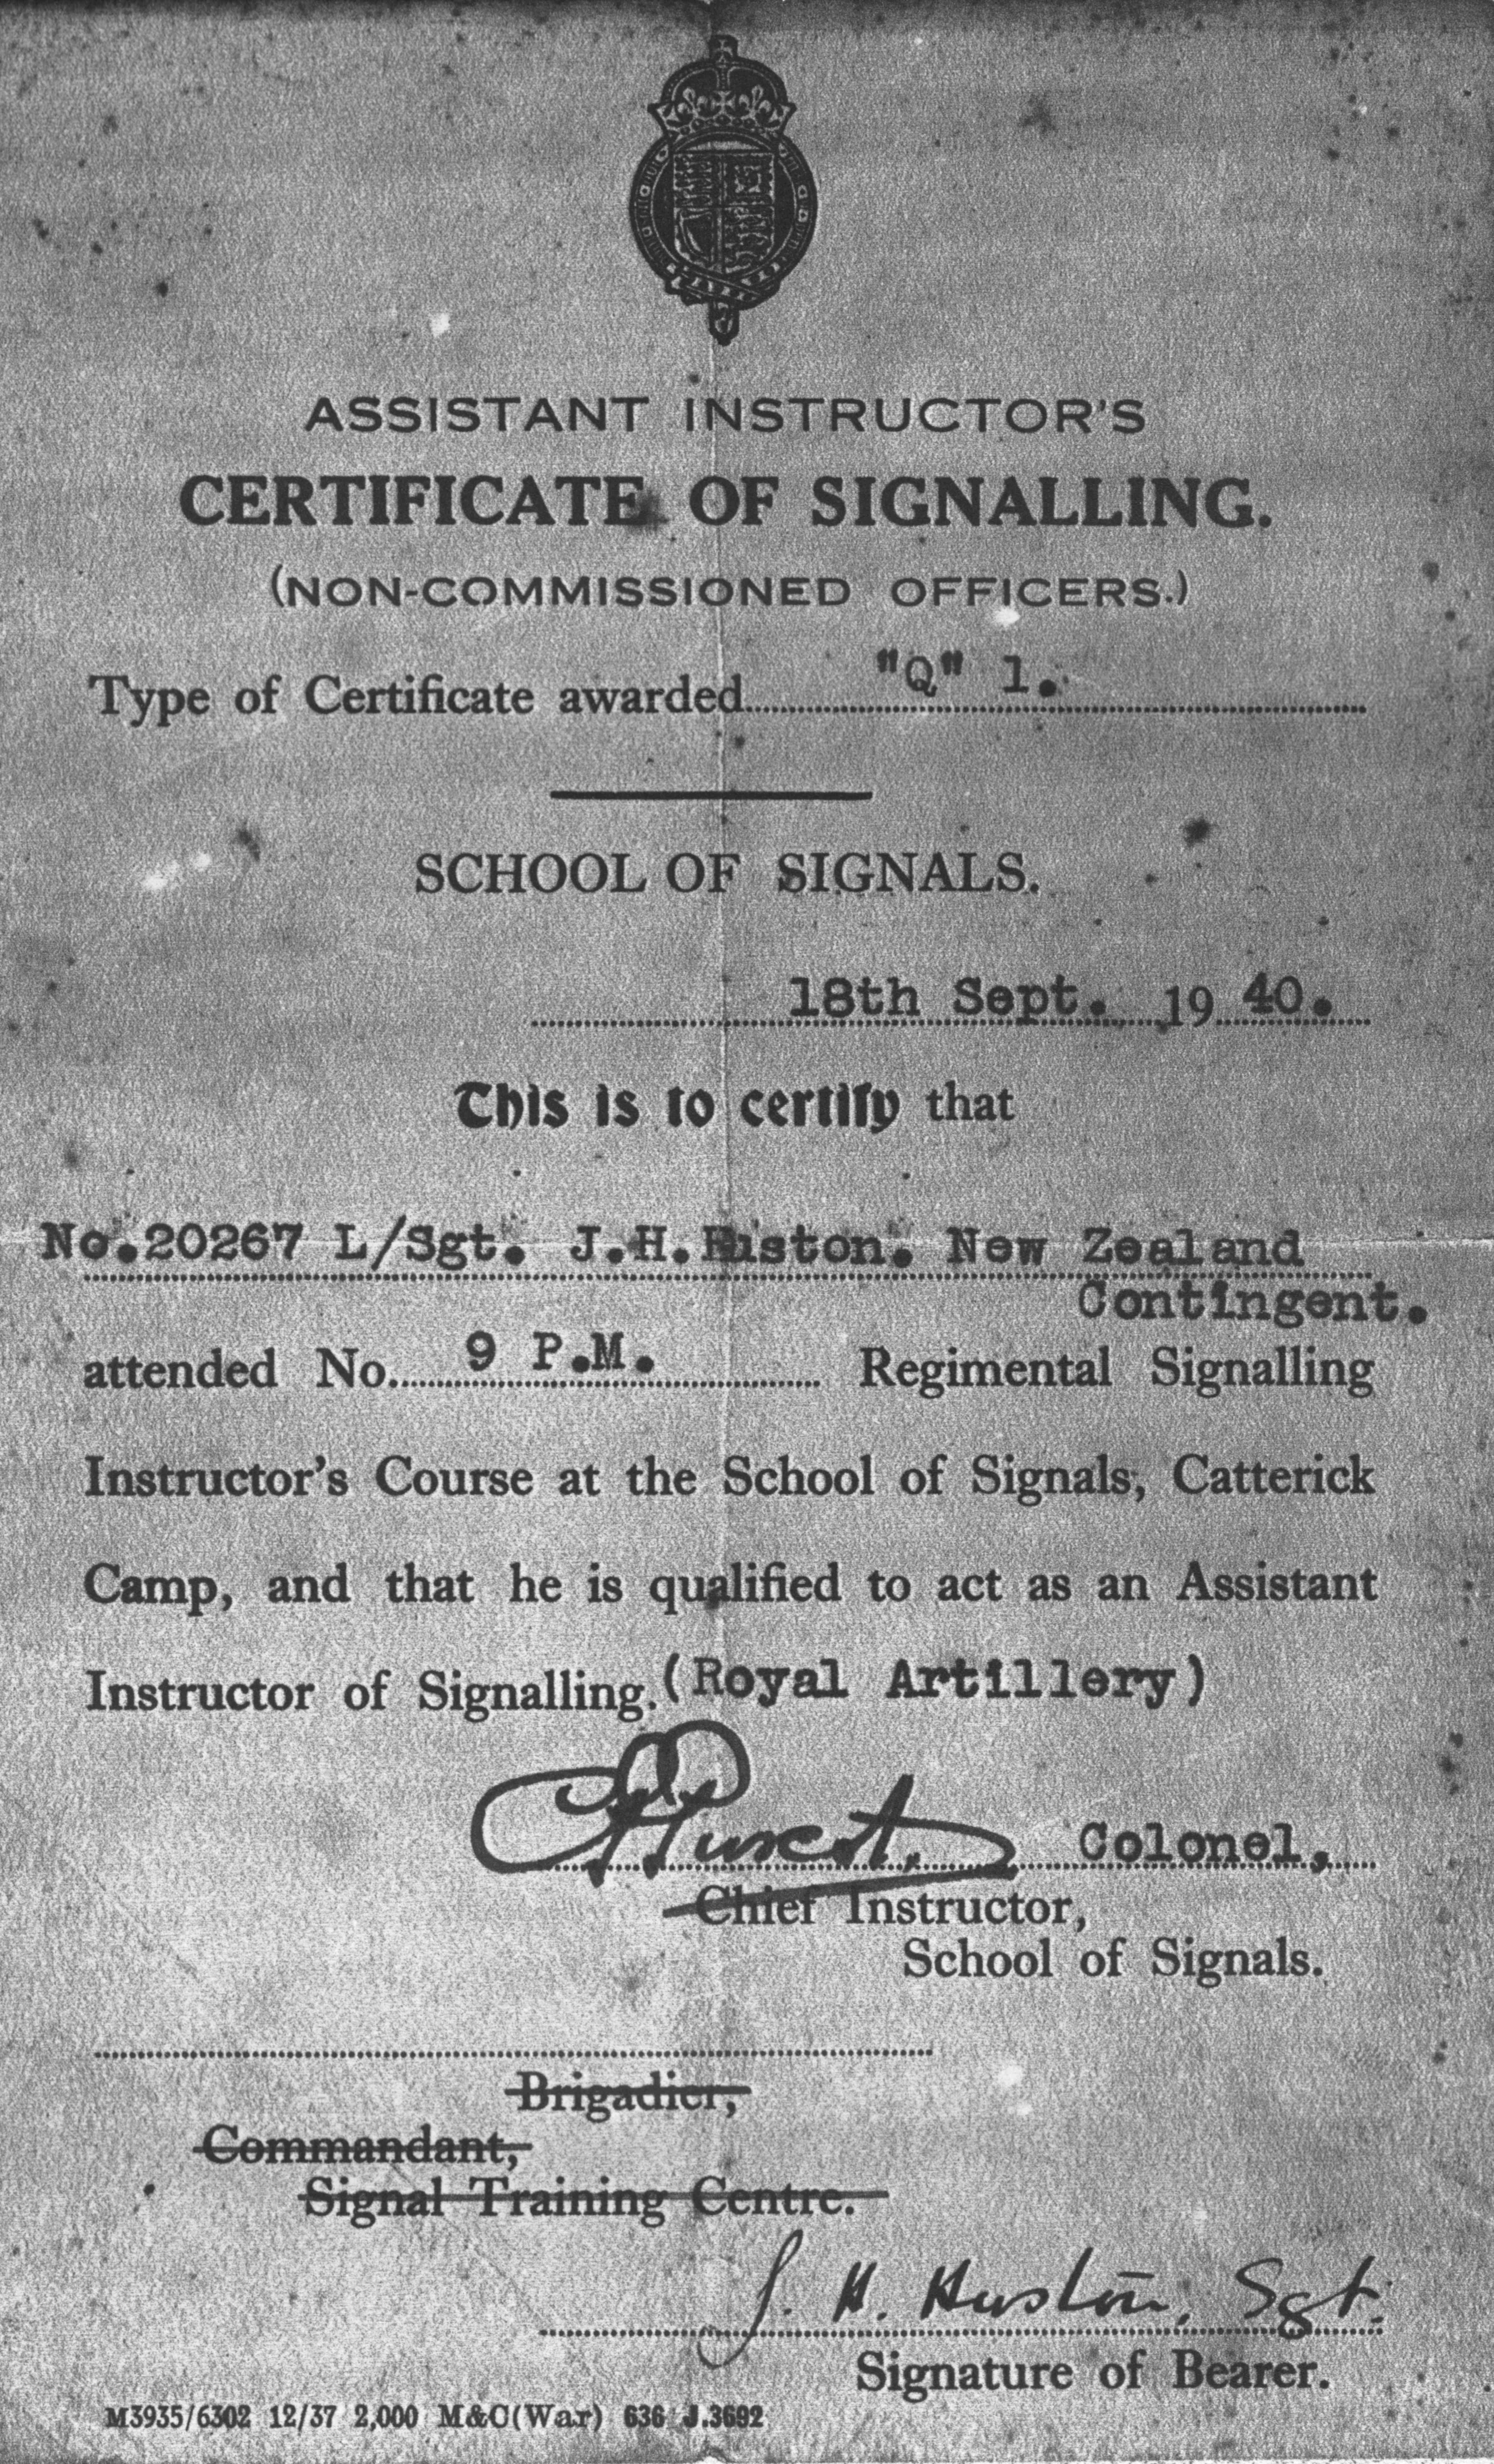 ASSISTANT INSTRUCTOR'S
CERTIFICATE OF SIGNALLING.
(NON-COMMISSIONED OFFICERS.)
Type of Certificate awarded "Q" 1.
SCHOOL OF SIGNALS.
18th Sept. 1940.
This is to certify that
No.20267 L/Sgt. J.H.Huston. New Zealand
Contingent.
attended No. 9 P.M. Regimental Signalling
Instructor's Course at the School of Signals, Catterick
Camp, and that he is qualified to act as an Assistant
Instructor of Signalling. (Royal Artillery)
Colonel,
Chief Instructor,
School of Signals.
Brigadier,
Commandant,
Signal Training Centre.
J. H. Huston, Sgt.
Signature of Bearer.
M3935/6302 12/37 2,000 M&C(War) 636 J.3692